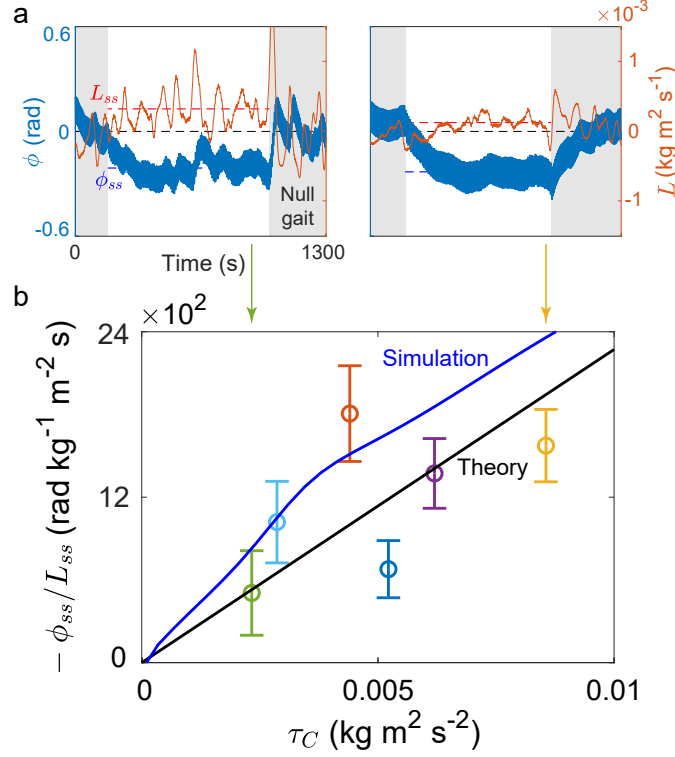 a
×10⁻³
0.6
0
-0.6
ϕ (rad)
L_ss
ϕ_ss
Null
gait
1
0
-1
L (kg m² s⁻¹)
0
1300
Time (s)
b
×10²
24
12
0
− ϕ_ss/L_ss (rad kg⁻¹ m⁻² s)
Simulation
Theory
0
0.005
0.01
τ_C (kg m² s⁻²)